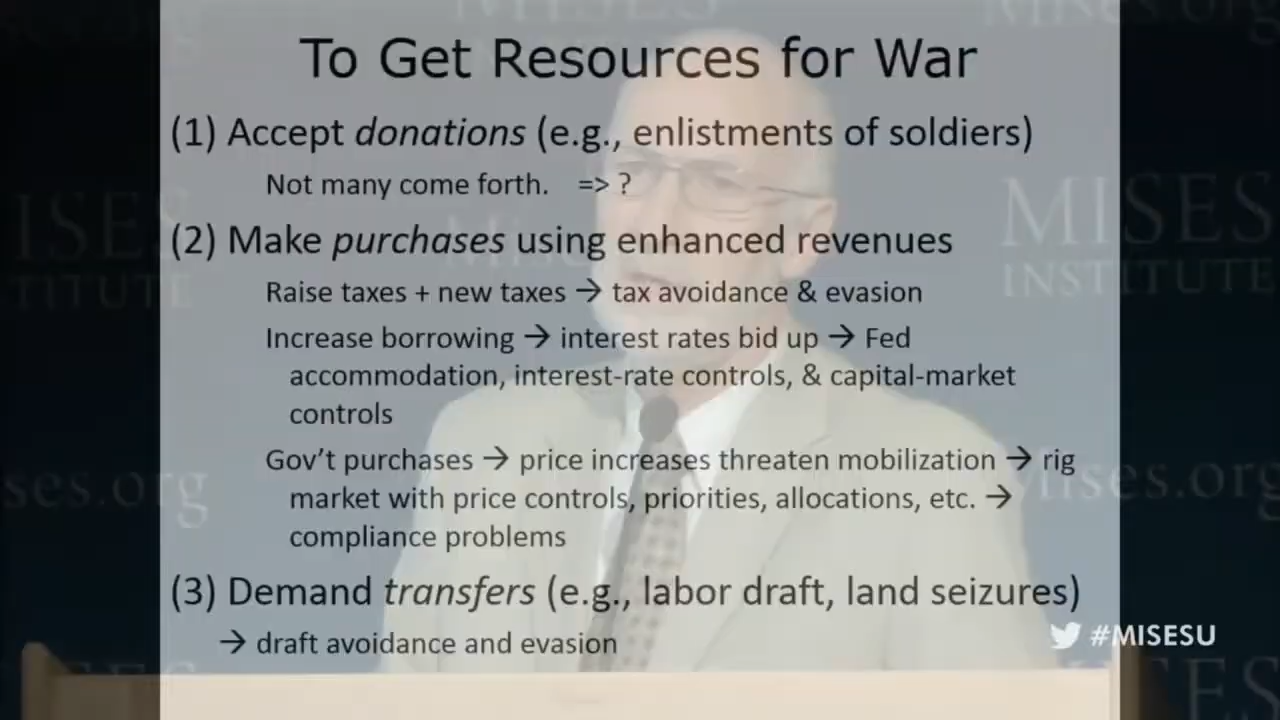 To Get Resources for War
(1) Accept donations (e.g., enlistments of soldiers)
Not many come forth. => ?
(2) Make purchases using enhanced revenues
Raise taxes + new taxes → tax avoidance & evasion
Increase borrowing → interest rates bid up → Fed
accommodation, interest-rate controls, & capital-market
controls
Gov’t purchases → price increases threaten mobilization → rig
market with price controls, priorities, allocations, etc. →
compliance problems
(3) Demand transfers (e.g., labor draft, land seizures)
→ draft avoidance and evasion
#MISESU
MISES
INSTITUTE